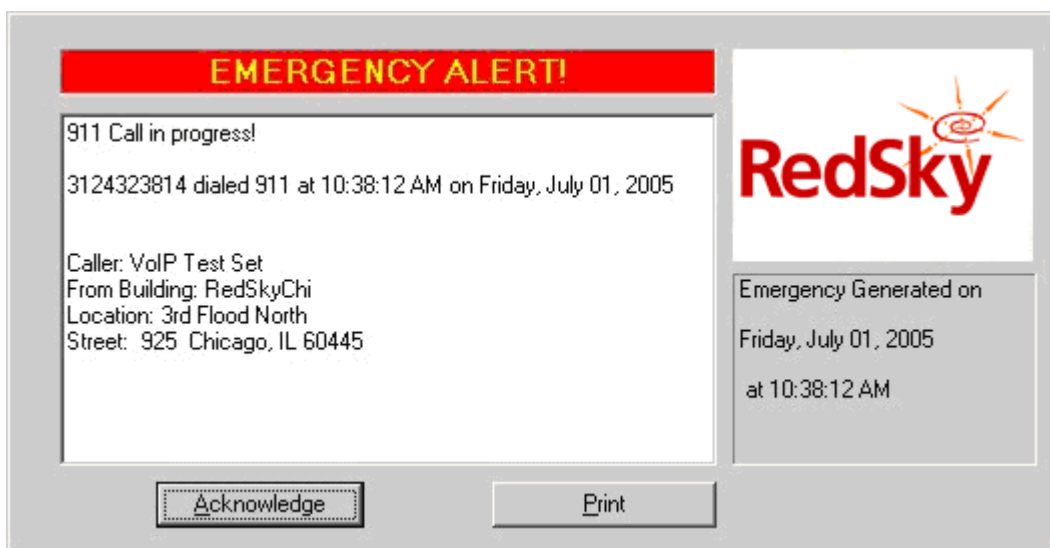 EMERGENCY ALERT!
911 Call in progress!
3124323814 dialed 911 at 10:38:12 AM on Friday, July 01, 2005
Caller: VoIP Test Set
From Building: RedSkyChi
Location: 3rd Flood North
Street:  925  Chicago, IL 60445
RedSky
Emergency Generated on
Friday, July 01, 2005
at 10:38:12 AM
Acknowledge
Print